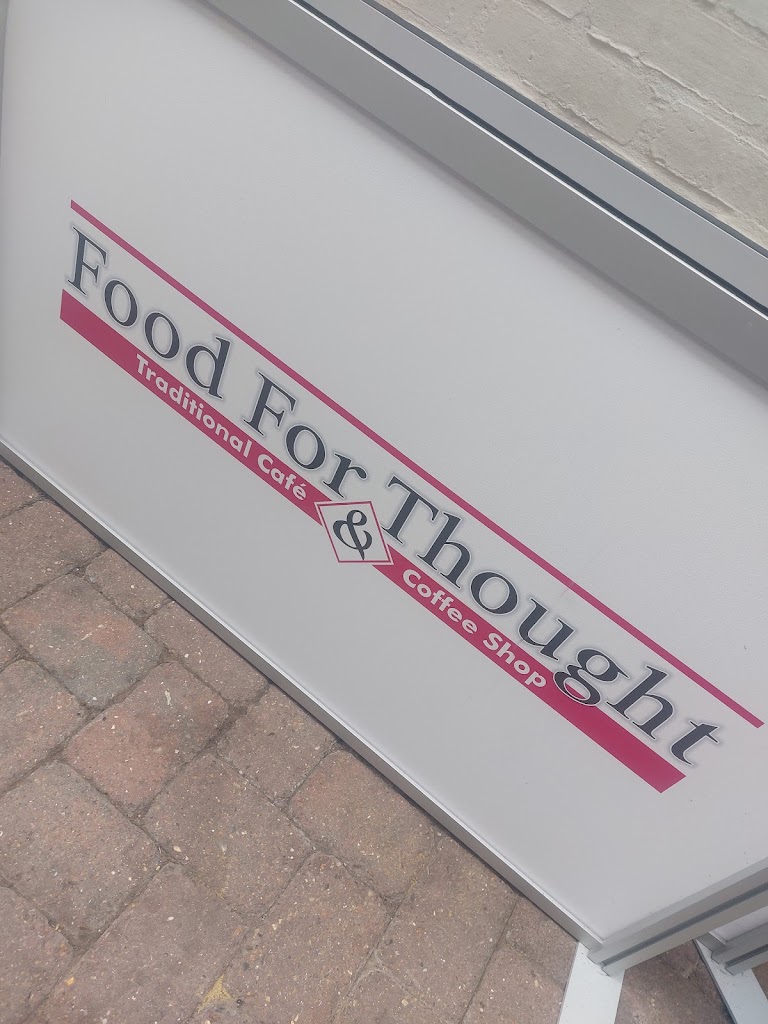 Food For Thought
Traditional Café & Coffee Shop